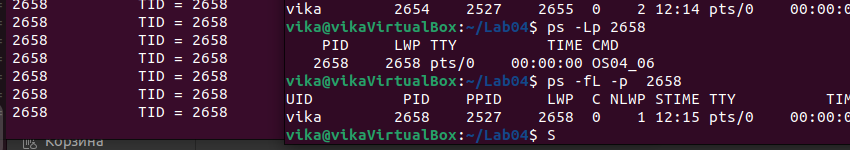 2658 TID = 2658
2658 TID = 2658
2658 TID = 2658
2658 TID = 2658
2658 TID = 2658
2658 TID = 2658
Корзина
vika 2654 2527 2655 0 2 12:14 pts/0 00:00:0
vika@vikaVirtualBox:~/Lab04$ ps -Lp 2658
PID LWP TTY TIME CMD
2658 2658 pts/0 00:00:00 OS04_06
vika@vikaVirtualBox:~/Lab04$ ps -fL -p 2658
UID PID PPID LWP C NLWP STIME TTY TIM
vika 2658 2527 2658 0 1 12:15 pts/0 00:00:0
vika@vikaVirtualBox:~/Lab04$ S